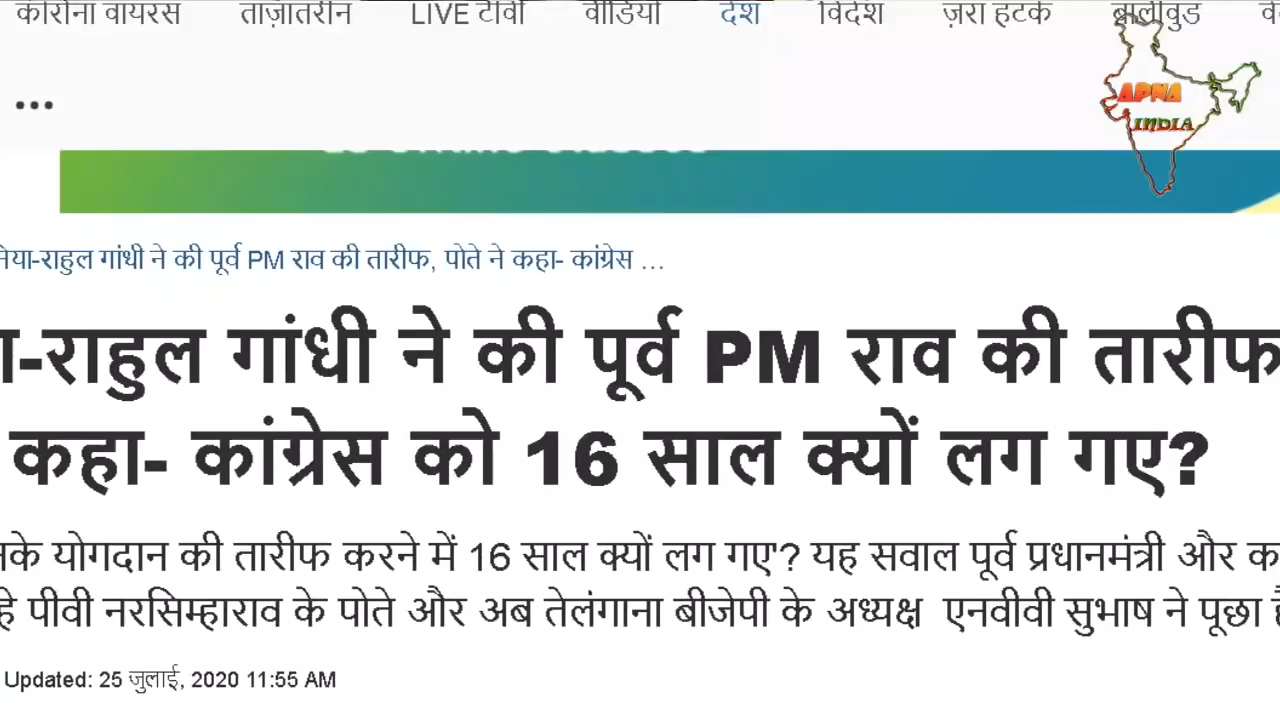 कोरोना वायरस ताज़ातरीन LIVE टीवी वीडियो देश विदेश ज़रा हटके बॉलीवुड
...
APNA
INDIA
-राहुल गांधी ने की पूर्व PM राव की तारीफ, पोते ने कहा- कांग्रेस ...
-राहुल गांधी ने की पूर्व PM राव की तारीफ
कहा- कांग्रेस को 16 साल क्यों लग गए?
योगदान की तारीफ करने में 16 साल क्यों लग गए'? यह सवाल पूर्व प्रधानमंत्री और
पीवी नरसिम्हाराव के पोते और अब तेलंगाना बीजेपी के अध्यक्ष एनवीवी सुभाष ने पूछा
Updated: 25 जुलाई, 2020 11:55 AM